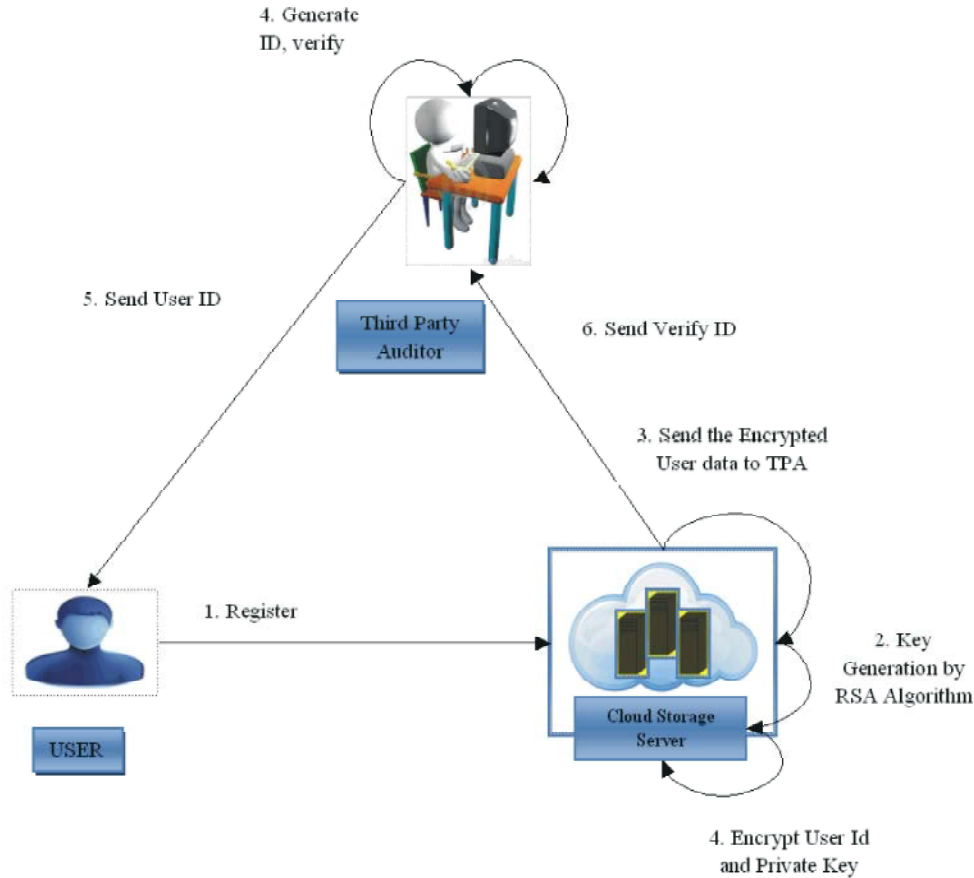 4. Generate
ID, verify
5. Send User ID
Third Party
Auditor
6. Send Verify ID
3. Send the Encrypted
User data to TPA
1. Register
2. Key
Generation by
RSA Algorithm
USER
Cloud Storage
Server
4. Encrypt User Id
and Private Key